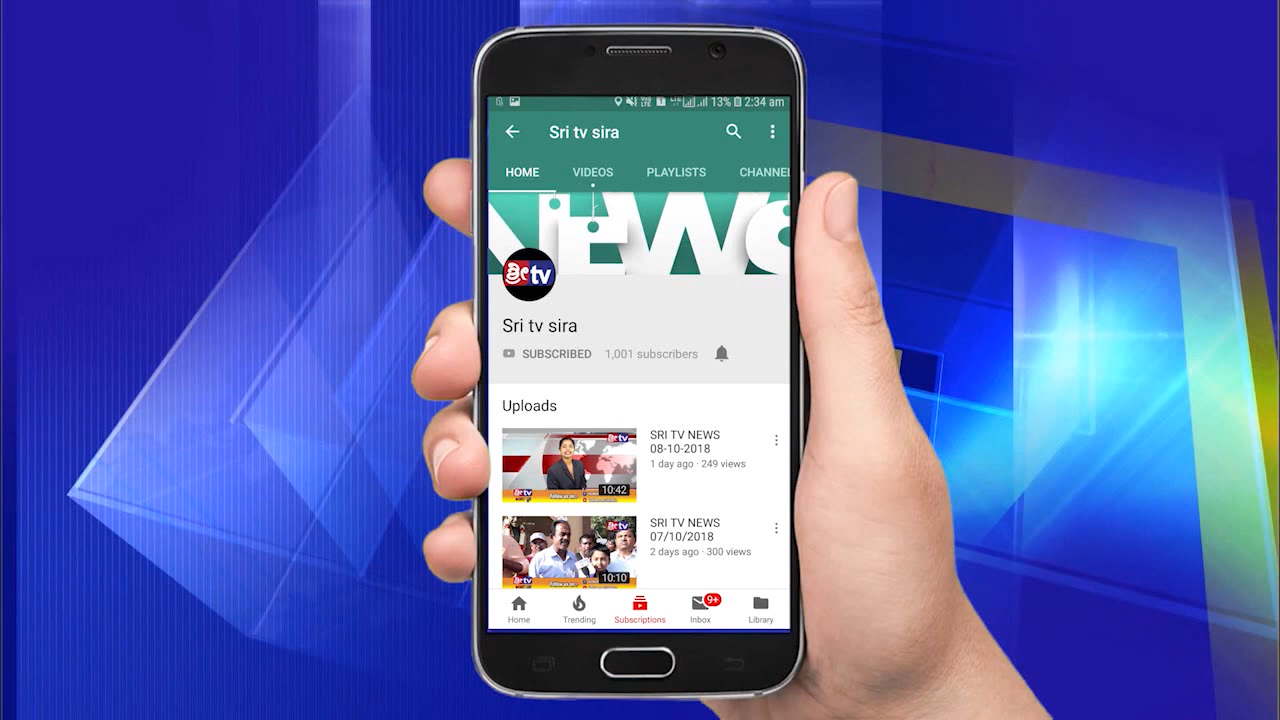 13% 2:34 am
Sri tv sira
HOME VIDEOS PLAYLISTS CHANNEL
NEWS
ಶ್ರೀ tv
Sri tv sira
SUBSCRIBED 1,001 subscribers
Uploads
SRI TV NEWS
08-10-2018
1 day ago · 249 views
10:42
SRI TV NEWS
07/10/2018
2 days ago · 300 views
10:10
Home Trending Subscriptions 9+ Inbox Library